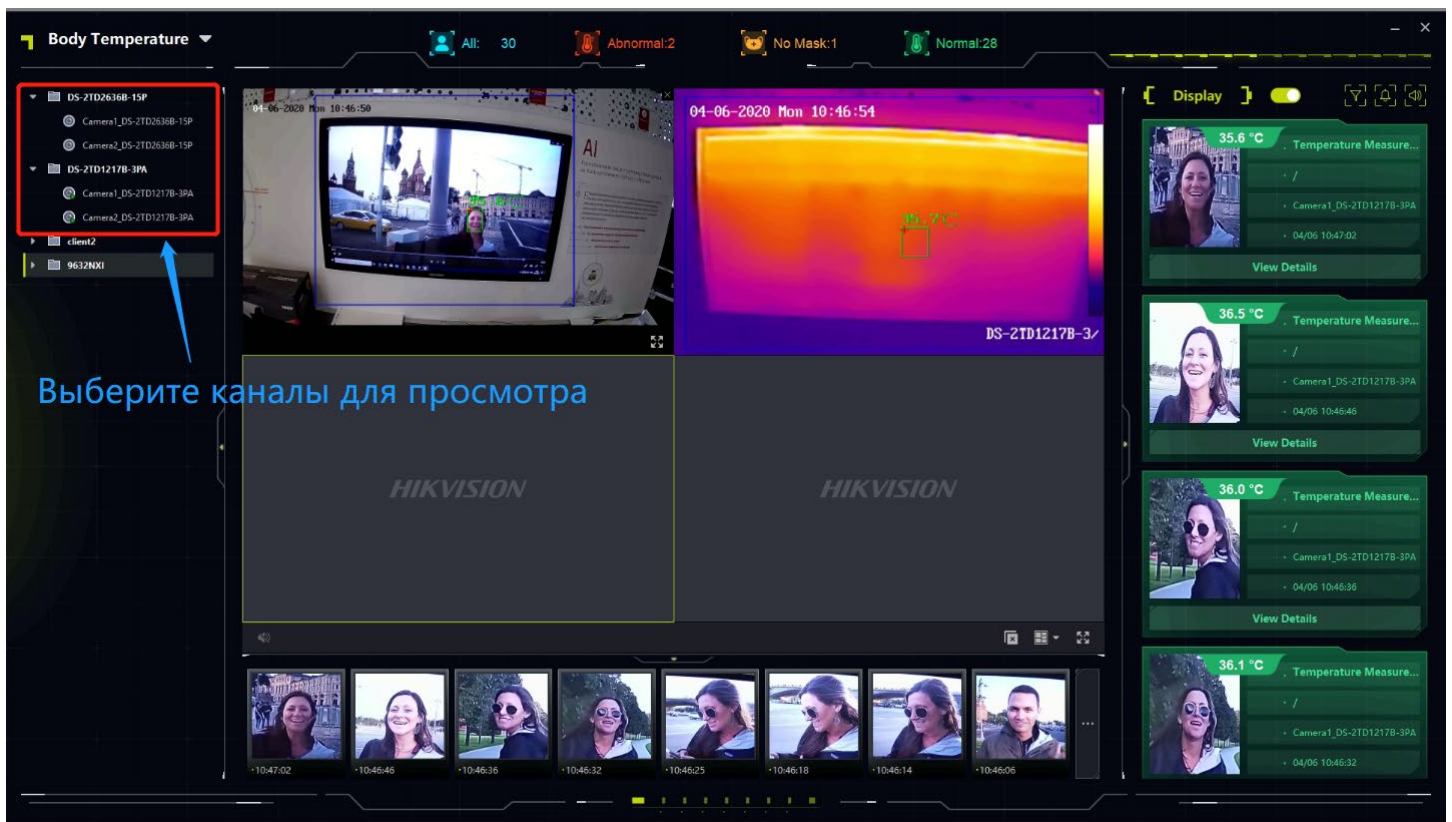 Body Temperature
All: 30
Abnormal:2
No Mask:1
Normal:28
DS-2TD2636B-15P
Camera1_DS-2TD2636B-15P
Camera2_DS-2TD2636B-15P
DS-2TD1217B-3PA
Camera1_DS-2TD1217B-3PA
Camera2_DS-2TD1217B-3PA
client2
9632NXI
Выберите каналы для просмотра
04-06-2020 Mon 10:46:50
AI
04-06-2020 Mon 10:46:54
DS-2TD1217B-3/
HIKVISION
HIKVISION
10:47:02
10:46:46
10:46:36
10:46:32
10:46:25
10:46:18
10:46:14
10:46:06
...
Display
35.6 °C
Temperature Measure...
/
Camera1_DS-2TD1217B-3PA
04/06 10:47:02
View Details
36.5 °C
Temperature Measure...
/
Camera1_DS-2TD1217B-3PA
04/06 10:46:46
View Details
36.0 °C
Temperature Measure...
/
Camera1_DS-2TD1217B-3PA
04/06 10:46:36
View Details
36.1 °C
Temperature Measure...
/
Camera1_DS-2TD1217B-3PA
04/06 10:46:32